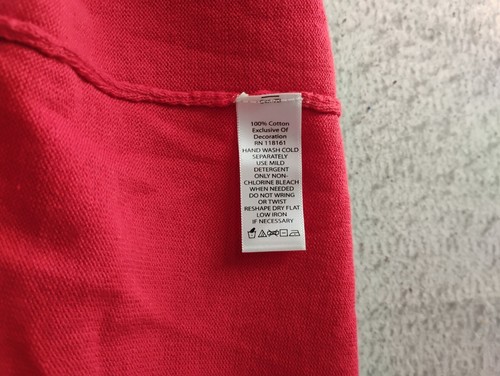 100% Cotton
Exclusive Of
Decoration
RN 118161
HAND WASH COLD
SEPARATELY
USE MILD
DETERGENT
ONLY NON-
CHLORINE BLEACH
WHEN NEEDED
DO NOT WRING
OR TWIST
RESHAPE DRY FLAT
LOW IRON
IF NECESSARY